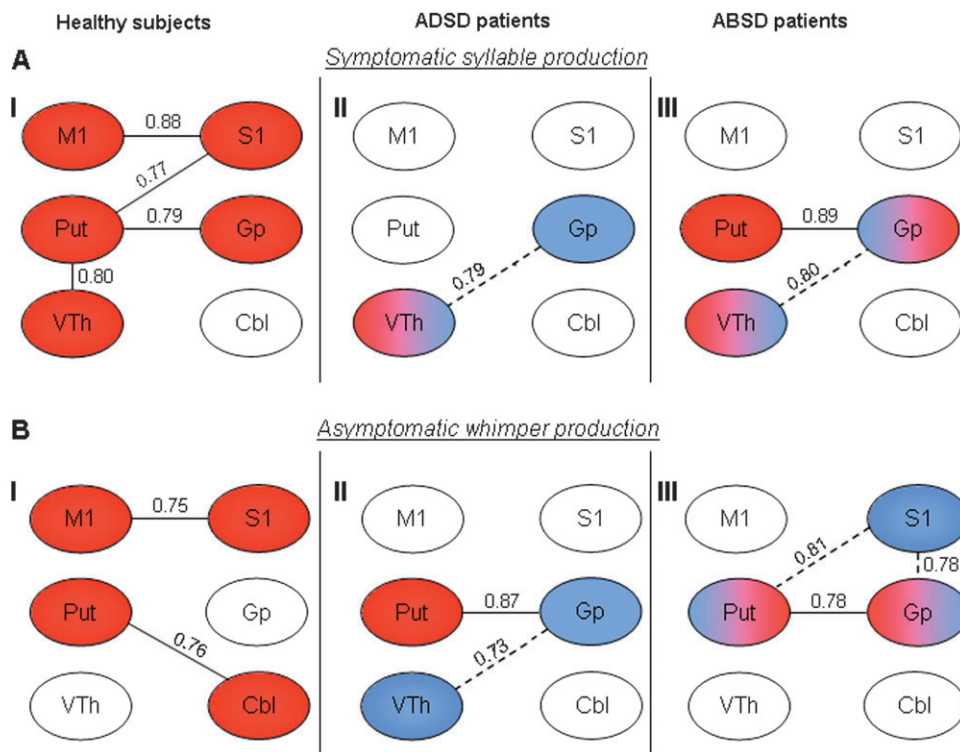 Healthy subjects ADSD patients ABSD patients
A Symptomatic syllable production
I II III
M1 0.88 S1 M1 S1 M1 S1
0.77
Put 0.79 Gp Put Gp Put 0.89 Gp
0.80 0.79 0.80
VTh Cbl VTh Cbl VTh Cbl
B Asymptomatic whimper production
I II III
M1 0.75 S1 M1 S1 M1 S1
0.81 0.78
Put Gp Put 0.87 Gp Put 0.78 Gp
0.76 0.73
VTh Cbl VTh Cbl VTh Cbl